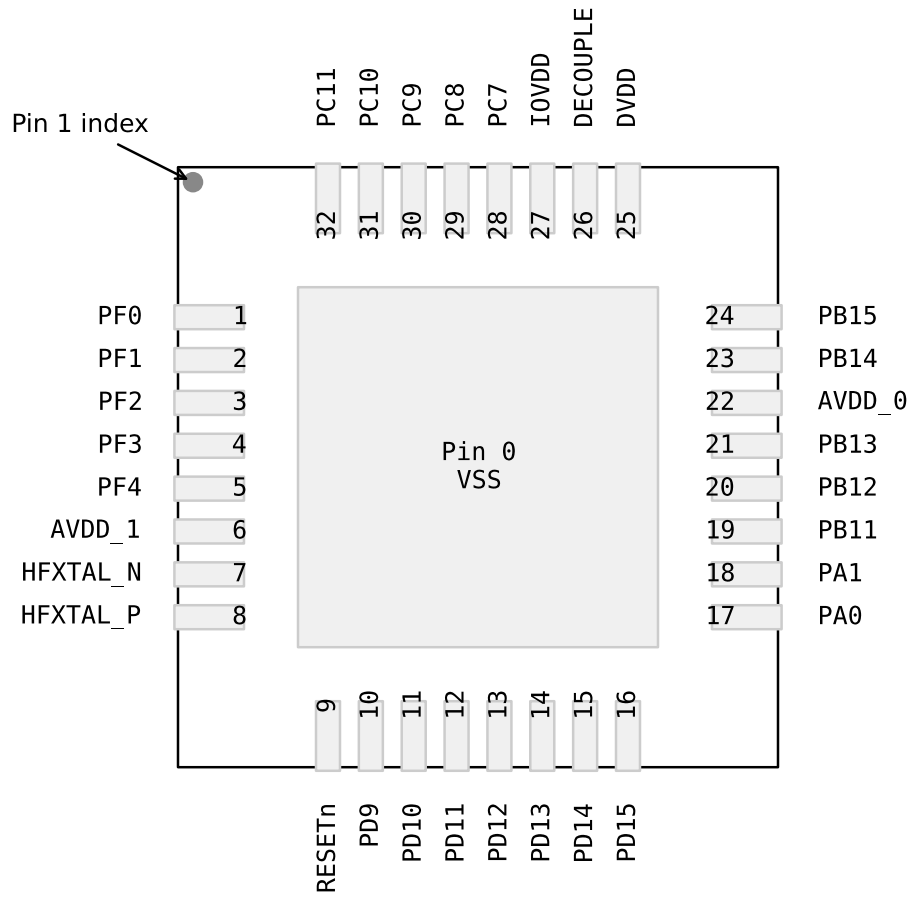 PC11
PC10
PC9
PC8
PC7
IOVDD
DECOUPLE
DVDD
Pin 1 index
32
31
30
29
28
27
26
25
PF0 1
PF1 2
PF2 3
PF3 4
PF4 5
AVDD_1 6
HFXTAL_N 7
HFXTAL_P 8
Pin 0
VSS
24 PB15
23 PB14
22 AVDD_0
21 PB13
20 PB12
19 PB11
18 PA1
17 PA0
9
10
11
12
13
14
15
16
RESETn
PD9
PD10
PD11
PD12
PD13
PD14
PD15